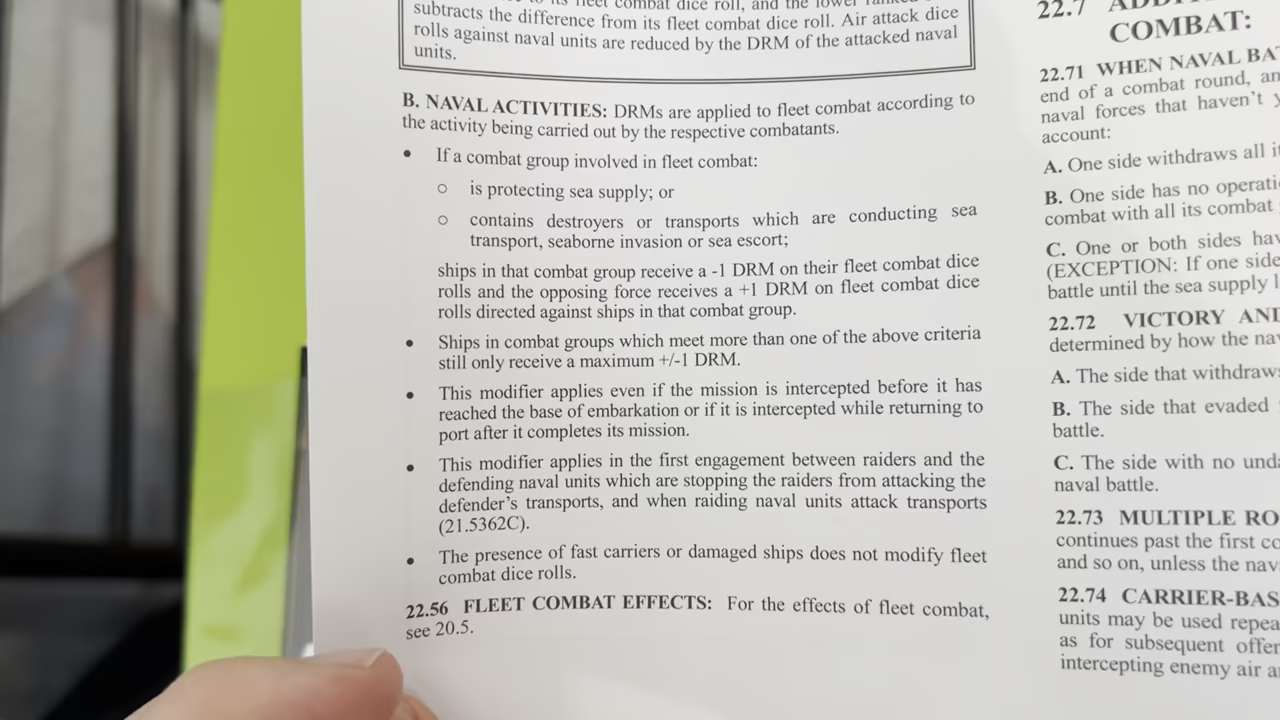 to its fleet combat dice roll, and the lower ranked
subtracts the difference from its fleet combat dice roll. Air attack dice
rolls against naval units are reduced by the DRM of the attacked naval
units.
B. NAVAL ACTIVITIES: DRMs are applied to fleet combat according to
the activity being carried out by the respective combatants.
• If a combat group involved in fleet combat:
○ is protecting sea supply; or
○ contains destroyers or transports which are conducting sea
transport, seaborne invasion or sea escort;
ships in that combat group receive a -1 DRM on their fleet combat dice
rolls and the opposing force receives a +1 DRM on fleet combat dice
rolls directed against ships in that combat group.
• Ships in combat groups which meet more than one of the above criteria
still only receive a maximum +/-1 DRM.
• This modifier applies even if the mission is intercepted before it has
reached the base of embarkation or if it is intercepted while returning to
port after it completes its mission.
• This modifier applies in the first engagement between raiders and the
defending naval units which are stopping the raiders from attacking the
defender's transports, and when raiding naval units attack transports
(21.5362C).
• The presence of fast carriers or damaged ships does not modify fleet
combat dice rolls.
22.56 FLEET COMBAT EFFECTS: For the effects of fleet combat,
see 20.5.
22.7
COMBAT:
22.71 WHEN NAVAL BA
end of a combat round, an
naval forces that haven't
account:
A. One side withdraws all i
B. One side has no operati
combat with all its combat
C. One or both sides hav
(EXCEPTION: If one side
battle until the sea supply l
22.72 VICTORY AND
determined by how the na
A. The side that withdraw
B. The side that evaded
battle.
C. The side with no und
naval battle.
22.73 MULTIPLE RO
continues past the first co
and so on, unless the nav
22.74 CARRIER-BAS
units may be used repea
as for subsequent offer
intercepting enemy air a